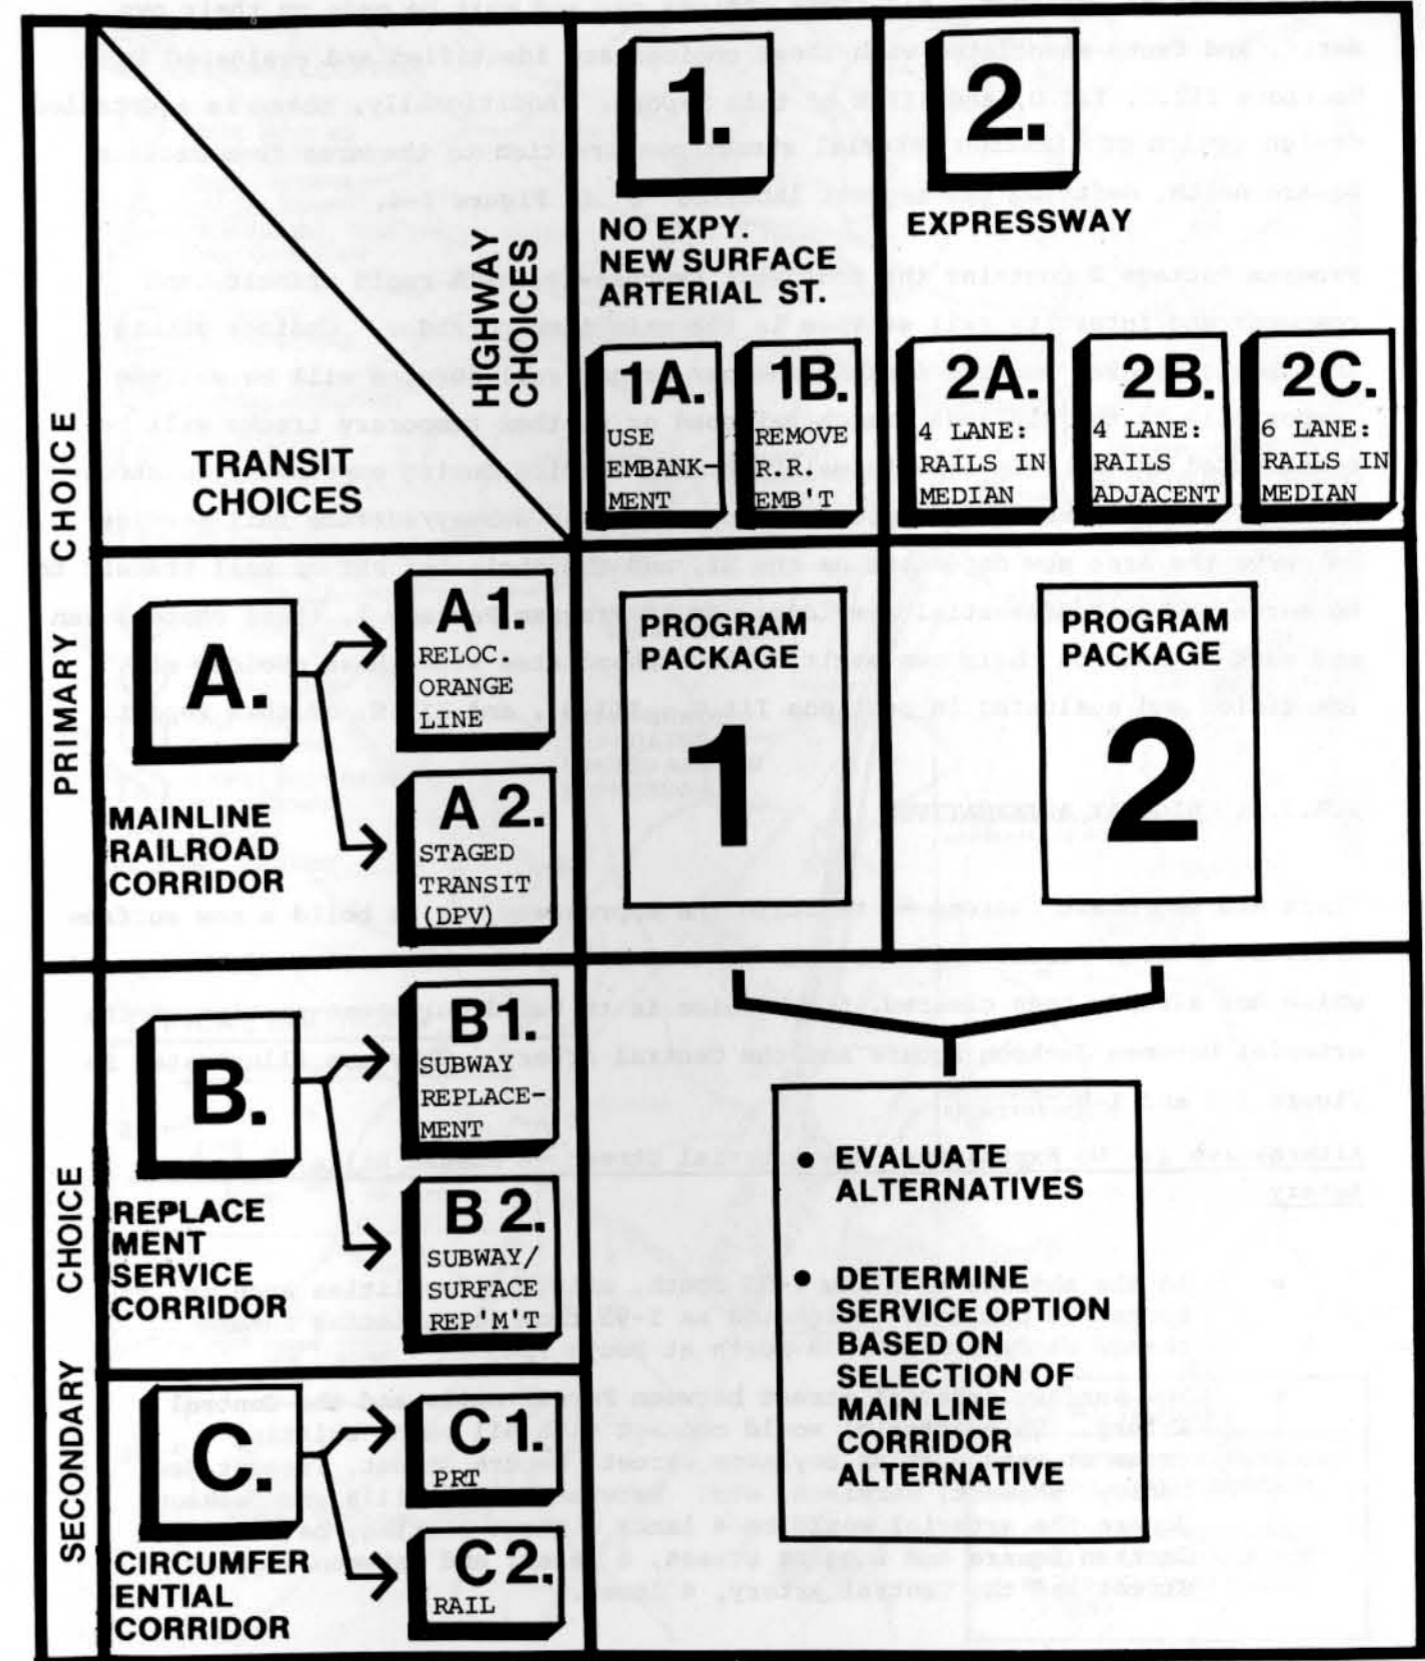 1.
NO EXPY.
NEW SURFACE
ARTERIAL ST.
2.
EXPRESSWAY
HIGHWAY
CHOICES
TRANSIT
CHOICES
1A.
USE
EMBANK-
MENT
1B.
REMOVE
R.R.
EMB'T
2A.
4 LANE:
RAILS IN
MEDIAN
2B.
4 LANE:
RAILS
ADJACENT
2C.
6 LANE:
RAILS IN
MEDIAN
PRIMARY CHOICE
A.
MAINLINE
RAILROAD
CORRIDOR
A1.
RELOC.
ORANGE
LINE
A2.
STAGED
TRANSIT
(DPV)
PROGRAM
PACKAGE
1
PROGRAM
PACKAGE
2
SECONDARY CHOICE
B.
REPLACE
MENT
SERVICE
CORRIDOR
B1.
SUBWAY
REPLACE-
MENT
B2.
SUBWAY/
SURFACE
REP'M'T
C.
CIRCUMFER
ENTIAL
CORRIDOR
C1.
PRT
C2.
RAIL
• EVALUATE
ALTERNATIVES
• DETERMINE
SERVICE OPTION
BASED ON
SELECTION OF
MAIN LINE
CORRIDOR
ALTERNATIVE